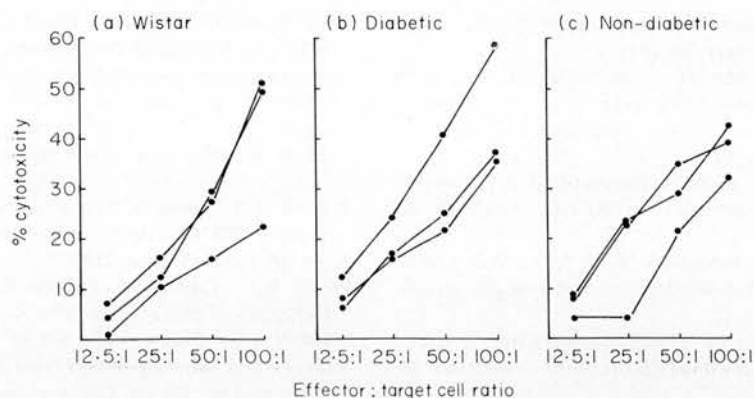 (a) Wistar (b) Diabetic (c) Non-diabetic
60
50
40
30
20
10
% cytotoxicity
12·5:1 25:1 50:1 100:1 12·5:1 25:1 50:1 100:1 12·5:1 25:1 50:1 100:1
Effector : target cell ratio